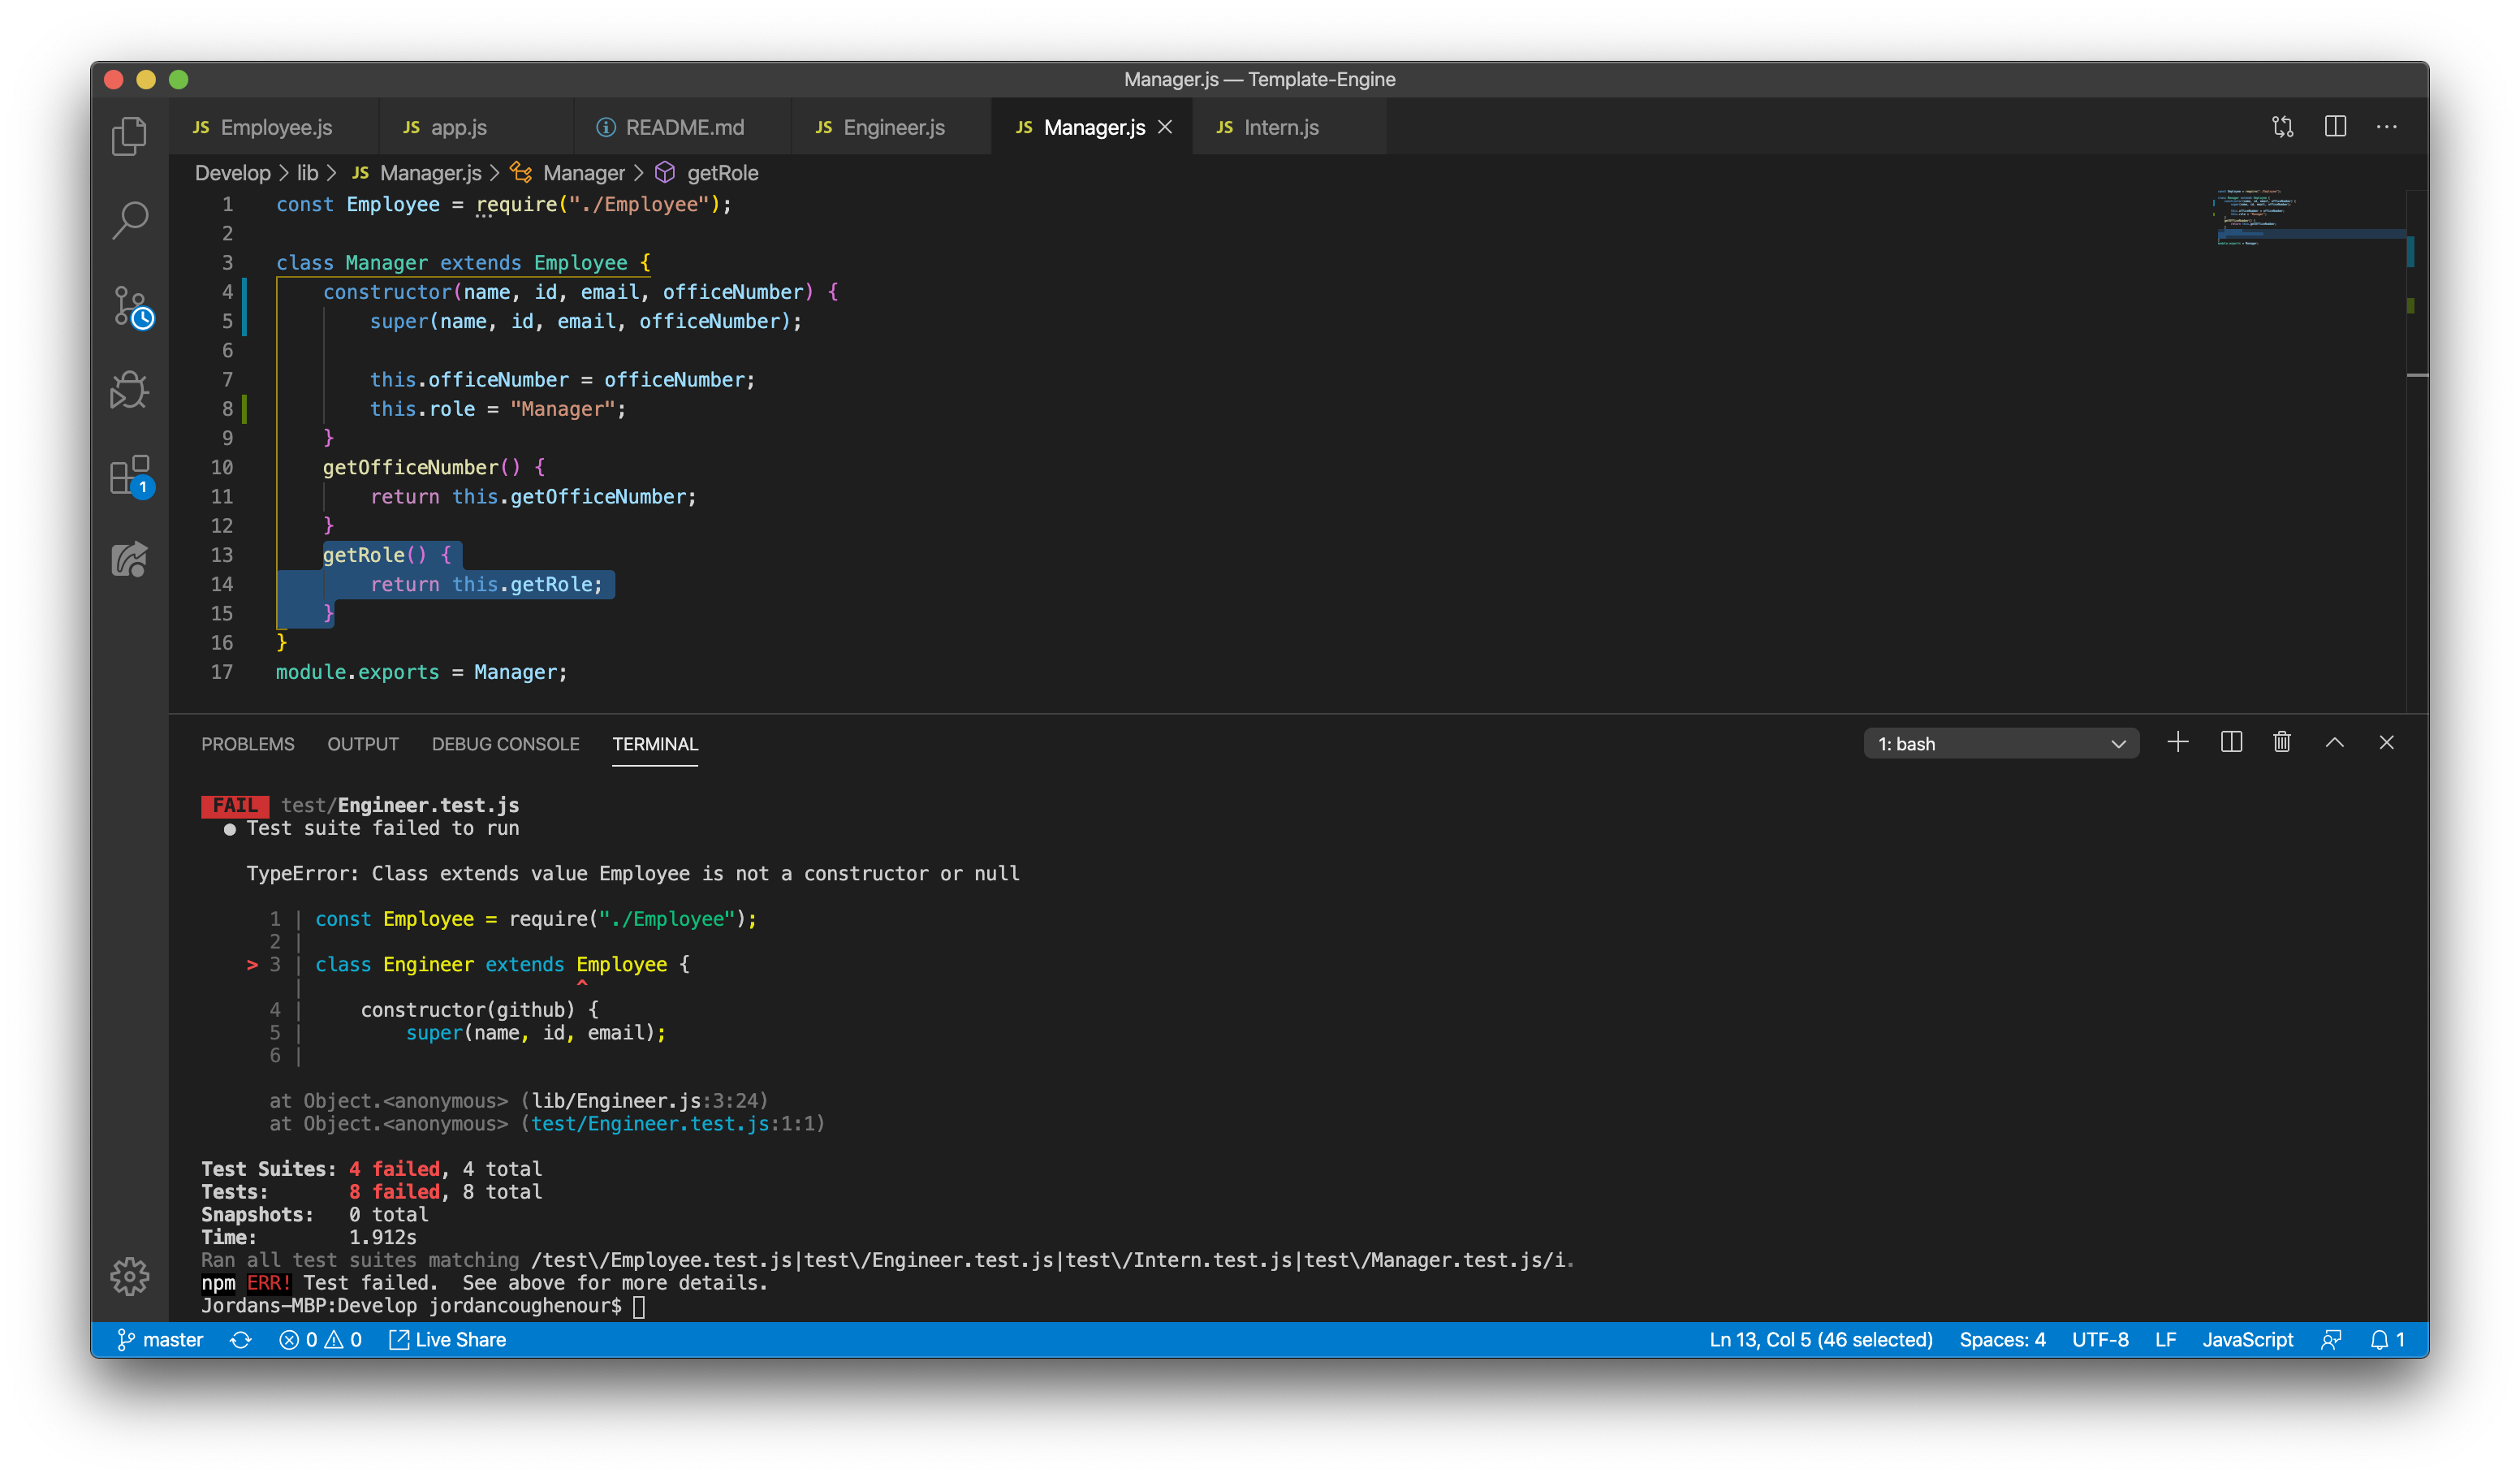 Manager.js — Template-Engine
JS Employee.js JS app.js README.md JS Engineer.js JS Manager.js JS Intern.js
Develop > lib > JS Manager.js > Manager > getRole
1 const Employee = require("./Employee");
2
3 class Manager extends Employee {
4 constructor(name, id, email, officeNumber) {
5 super(name, id, email, officeNumber);
6
7 this.officeNumber = officeNumber;
8 this.role = "Manager";
9 }
10 getOfficeNumber() {
11 return this.getOfficeNumber;
12 }
13 getRole() {
14 return this.getRole;
15 }
16 }
17 module.exports = Manager;
1
PROBLEMS OUTPUT DEBUG CONSOLE TERMINAL 1: bash
FAIL test/Engineer.test.js
● Test suite failed to run
TypeError: Class extends value Employee is not a constructor or null
1 | const Employee = require("./Employee");
2 |
> 3 | class Engineer extends Employee {
| ^
4 | constructor(github) {
5 | super(name, id, email);
6 |
at Object.<anonymous> (lib/Engineer.js:3:24)
at Object.<anonymous> (test/Engineer.test.js:1:1)
Test Suites: 4 failed, 4 total
Tests: 8 failed, 8 total
Snapshots: 0 total
Time: 1.912s
Ran all test suites matching /test\/Employee.test.js|test\/Engineer.test.js|test\/Intern.test.js|test\/Manager.test.js/i.
npm ERR! Test failed. See above for more details.
Jordans-MBP:Develop jordancoughenour$
master 0 0 Live Share Ln 13, Col 5 (46 selected) Spaces: 4 UTF-8 LF JavaScript 1